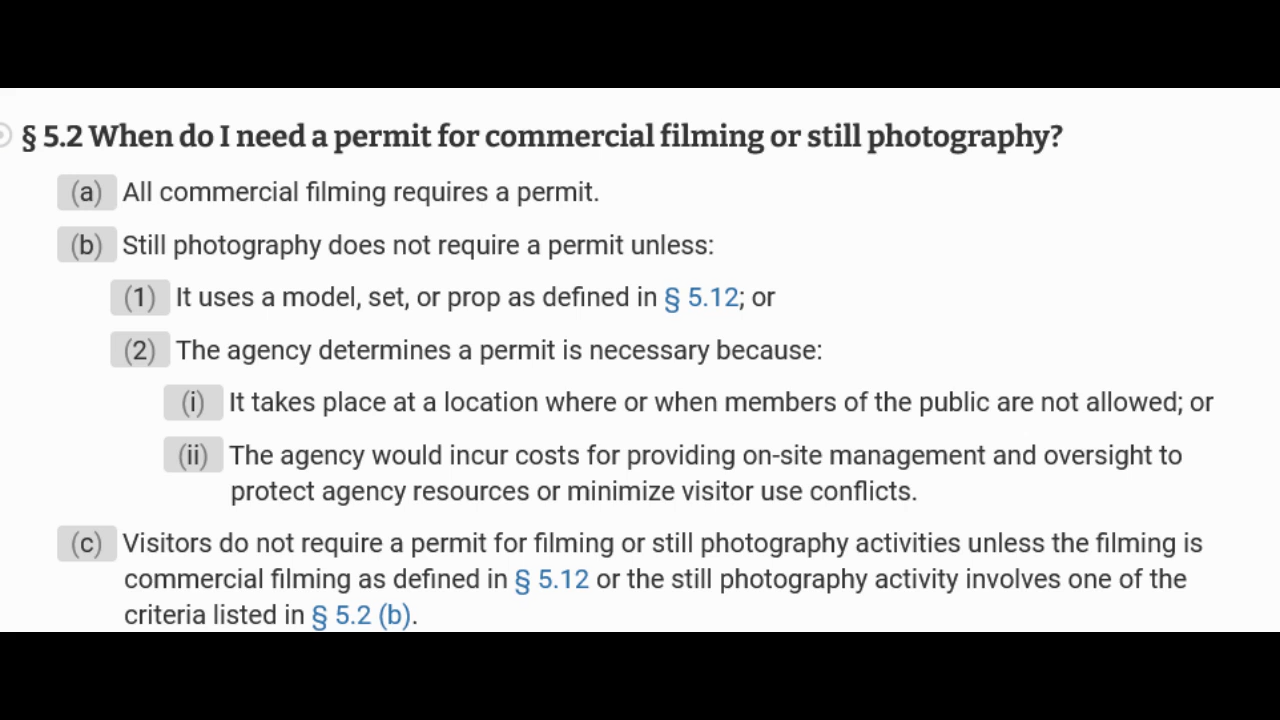 § 5.2 When do I need a permit for commercial filming or still photography?
(a) All commercial filming requires a permit.
(b) Still photography does not require a permit unless:
(1) It uses a model, set, or prop as defined in § 5.12; or
(2) The agency determines a permit is necessary because:
(i) It takes place at a location where or when members of the public are not allowed; or
(ii) The agency would incur costs for providing on-site management and oversight to
protect agency resources or minimize visitor use conflicts.
(c) Visitors do not require a permit for filming or still photography activities unless the filming is
commercial filming as defined in § 5.12 or the still photography activity involves one of the
criteria listed in § 5.2 (b).